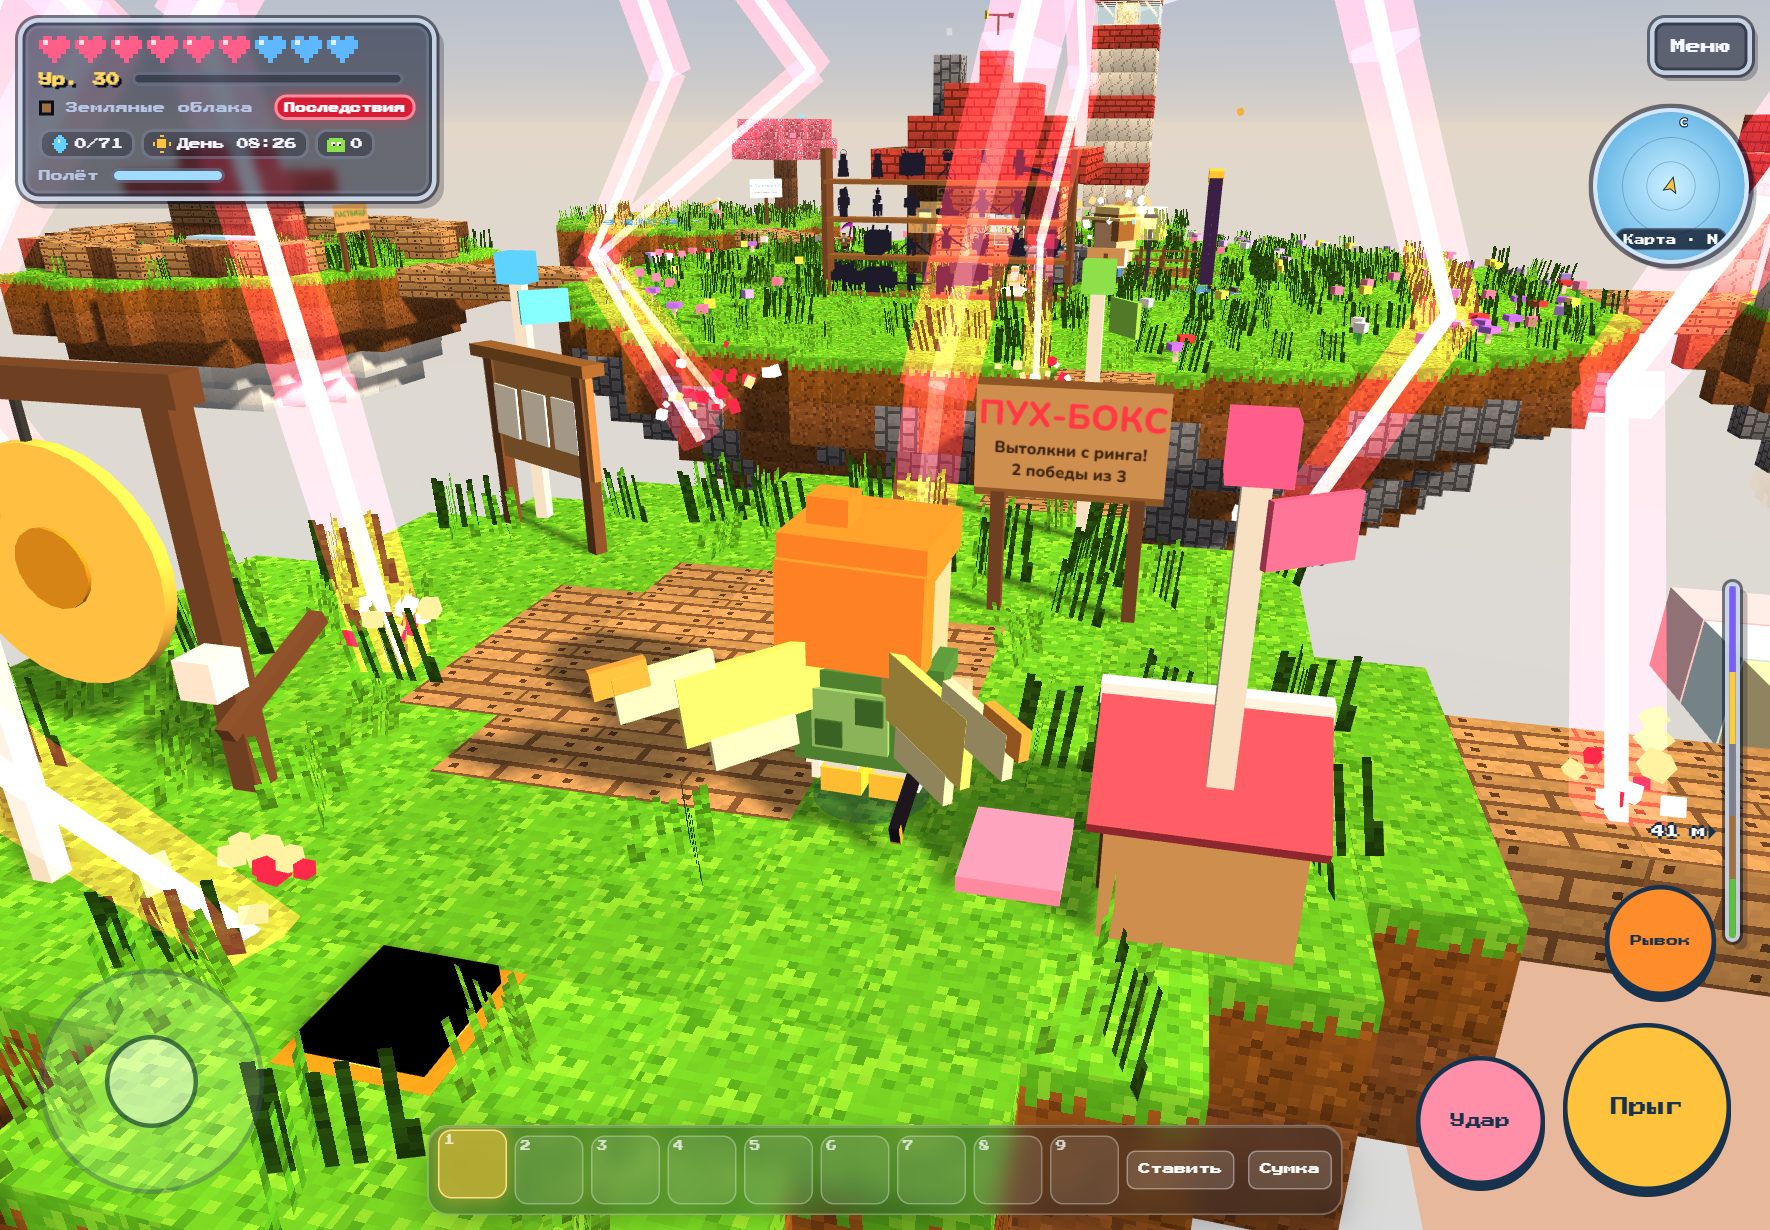 Ур. 30
Земляные облака
Последствия
0/71
День 08:26
0
Полёт
Меню
С
Карта · N
ПАСТБИЩЕ
ПУХ-БОКС
Вытолкни с ринга!
2 победы из 3
41 м
Рывок
Удар
Прыг
1 2 3 4 5 6 7 8 9
Ставить
Сумка